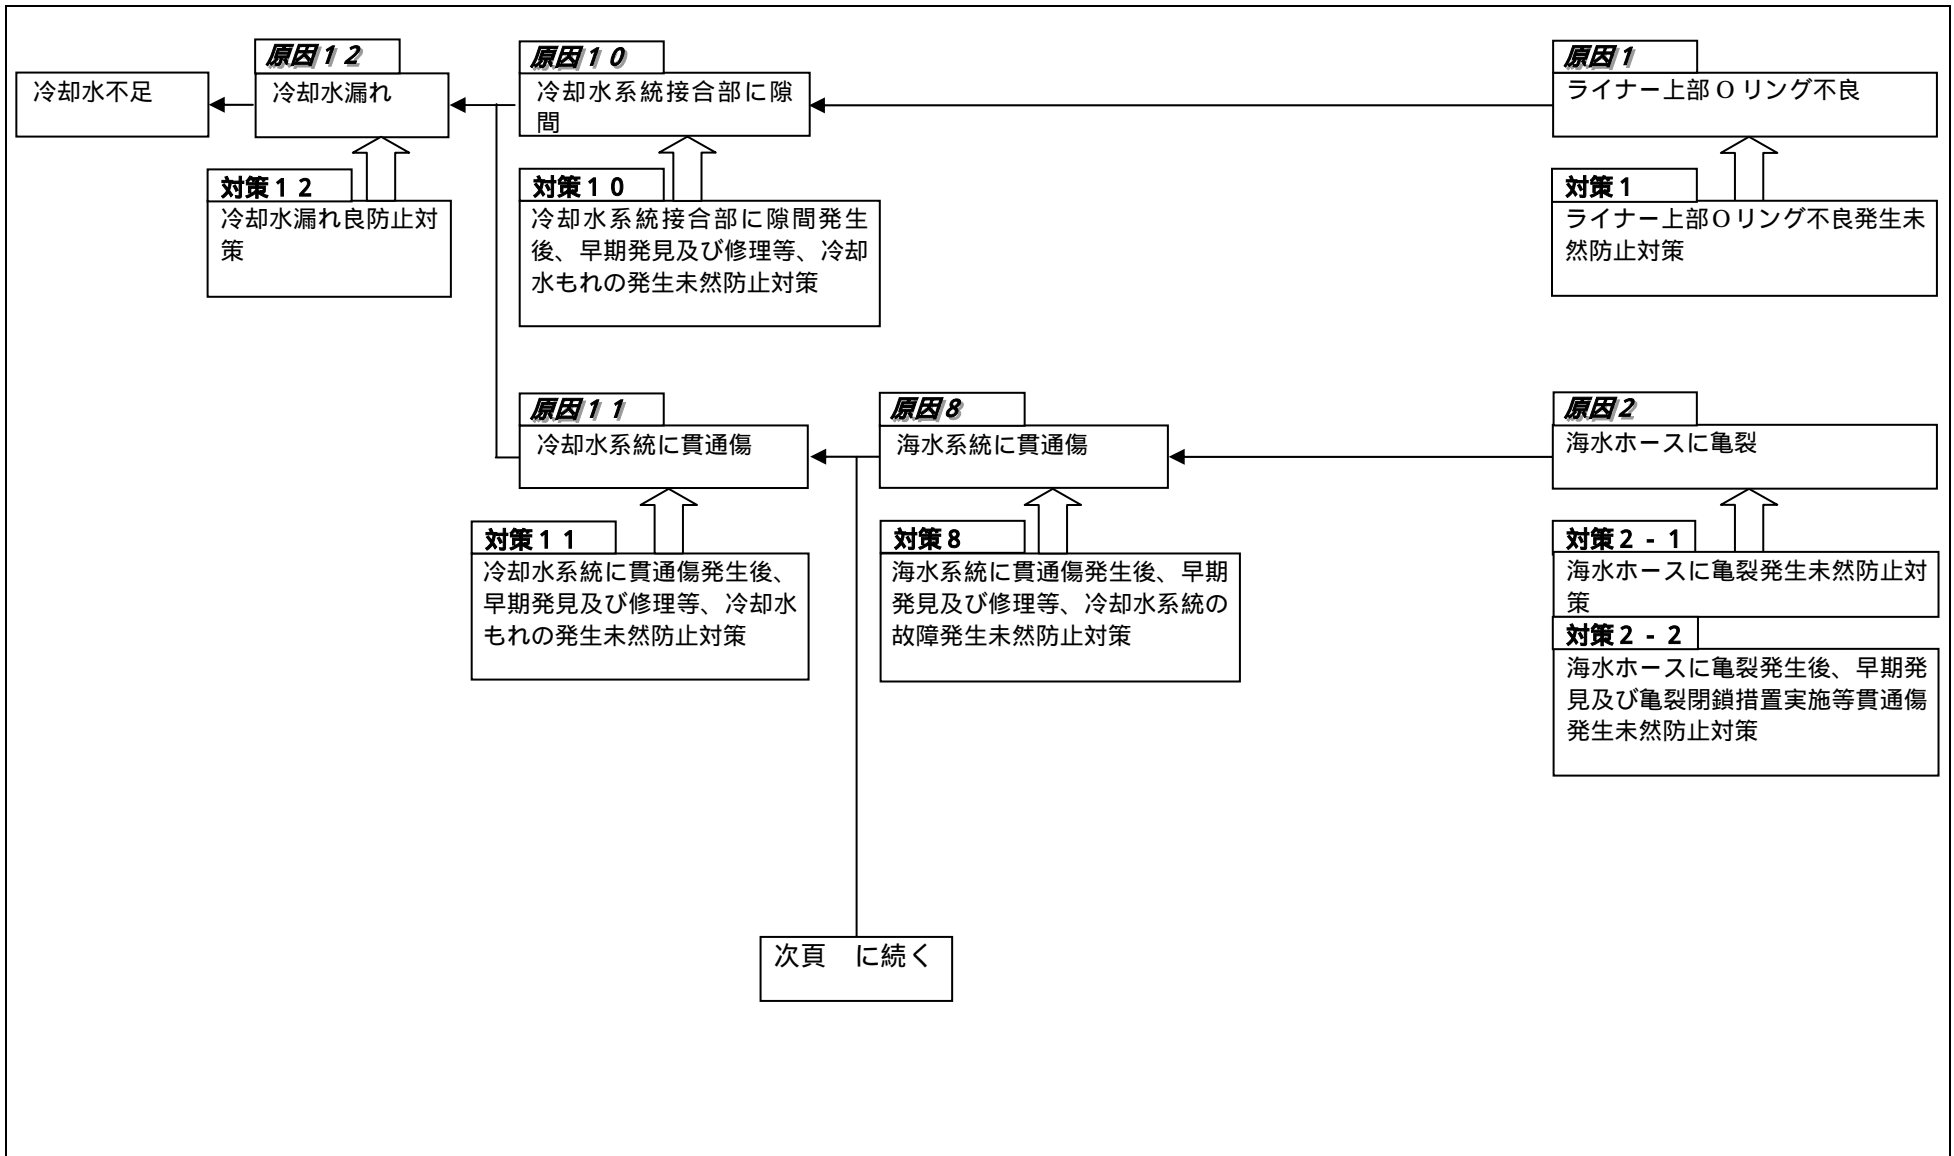 冷却水不足
原因12
冷却水漏れ
対策12
冷却水漏れ良防止対
策
原因10
冷却水系統接合部に隙
間
対策10
冷却水系統接合部に隙間発生
後、早期発見及び修理等、冷却
水もれの発生未然防止対策
原因1
ライナー上部Oリング不良
対策1
ライナー上部Oリング不良発生未
然防止対策
原因11
冷却水系統に貫通傷
対策11
冷却水系統に貫通傷発生後、
早期発見及び修理等、冷却水
もれの発生未然防止対策
原因8
海水系統に貫通傷
対策8
海水系統に貫通傷発生後、早期
発見及び修理等、冷却水系統の
故障発生未然防止対策
原因2
海水ホースに亀裂
対策2-1
海水ホースに亀裂発生未然防止対
策
対策2-2
海水ホースに亀裂発生後、早期発
見及び亀裂閉鎖措置実施等貫通傷
発生未然防止対策
次頁　に続く